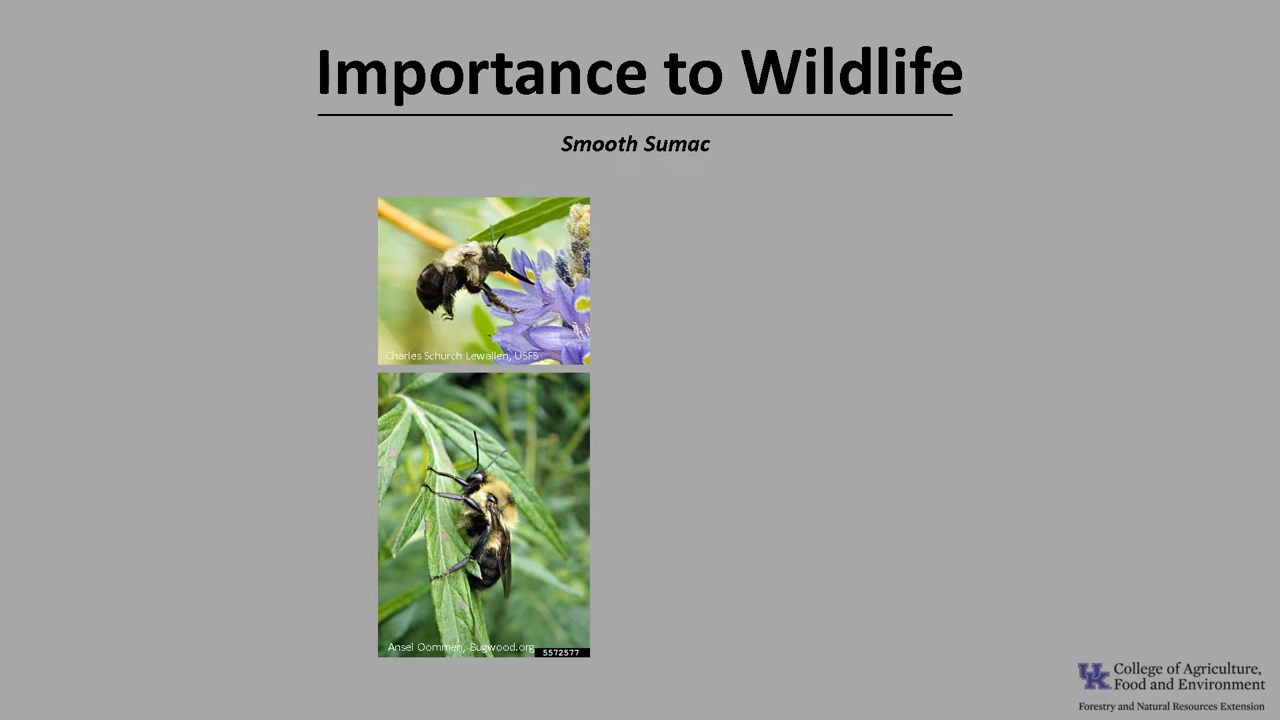 Importance to Wildlife
Smooth Sumac
Charles Schurch Lewallen, USFS
Ansel Oommen, Bugwood.org
5572577
UK
College of Agriculture,
Food and Environment
Forestry and Natural Resources Extension